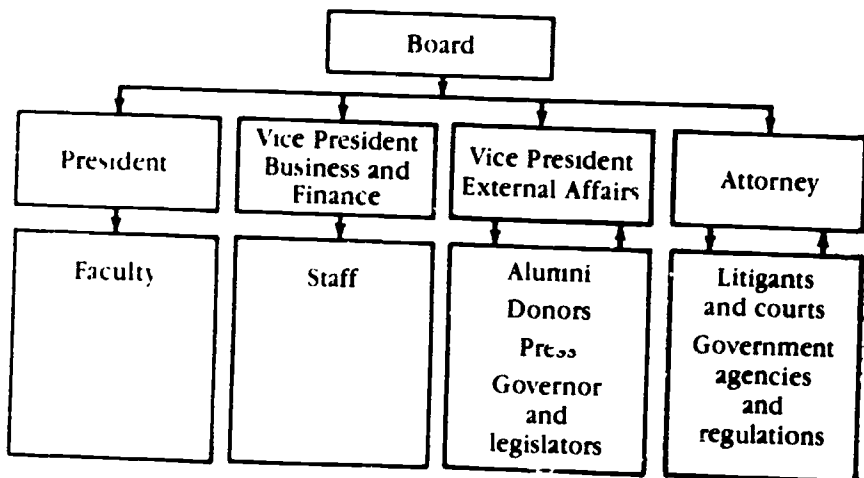 Board
President
Vice President
Business and
Finance
Vice President
External Affairs
Attorney
Faculty
Staff
Alumni
Donors
Press
Governor
and
legislators
Litigants
and courts
Government
agencies
and
regulations